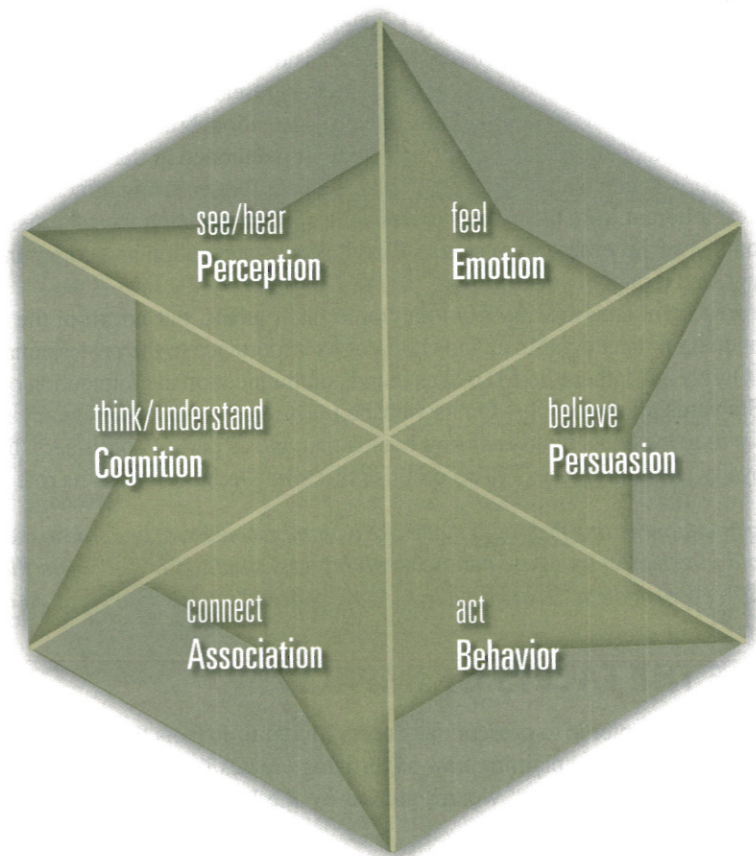 see/hear
Perception
feel
Emotion
think/understand
Cognition
believe
Persuasion
connect
Association
act
Behavior